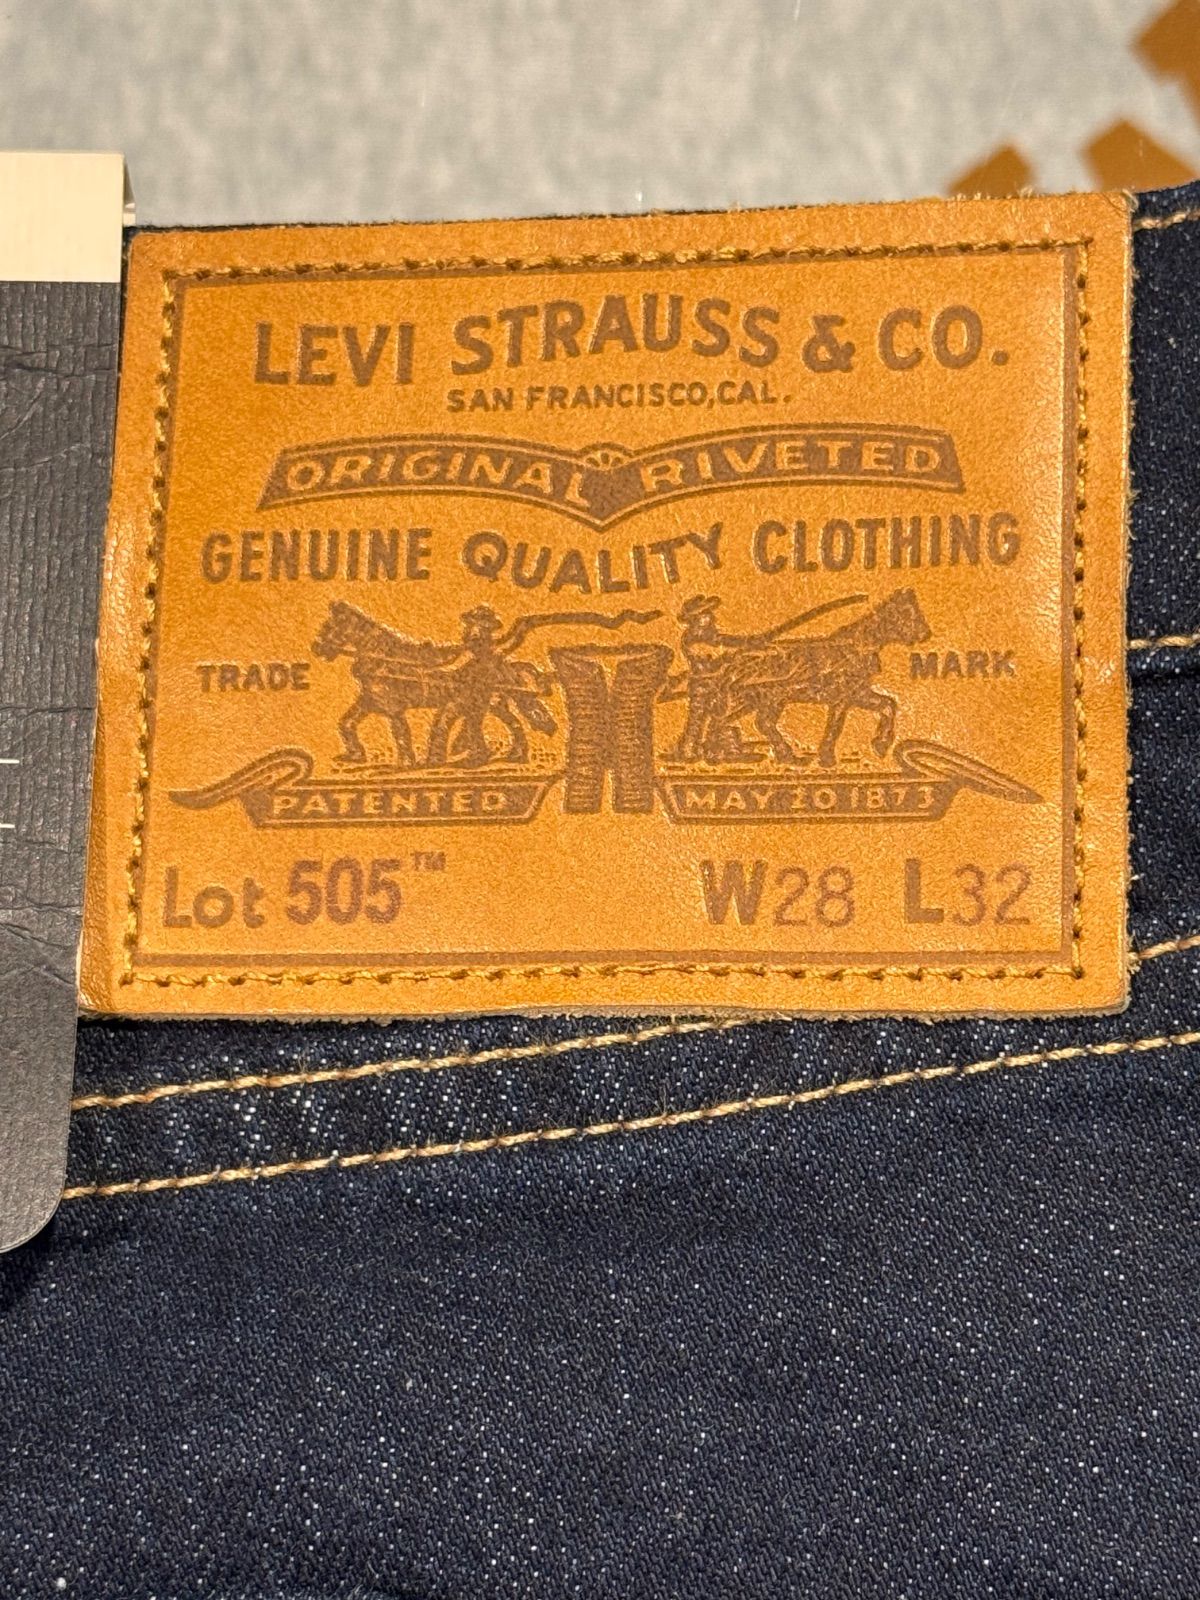 LEVI STRAUSS & CO.
SAN FRANCISCO, CAL.
ORIGINAL RIVETED
GENUINE QUALITY CLOTHING
TRADE MARK
PATENTED MAY 20 1873
Lot 505™ W28 L32